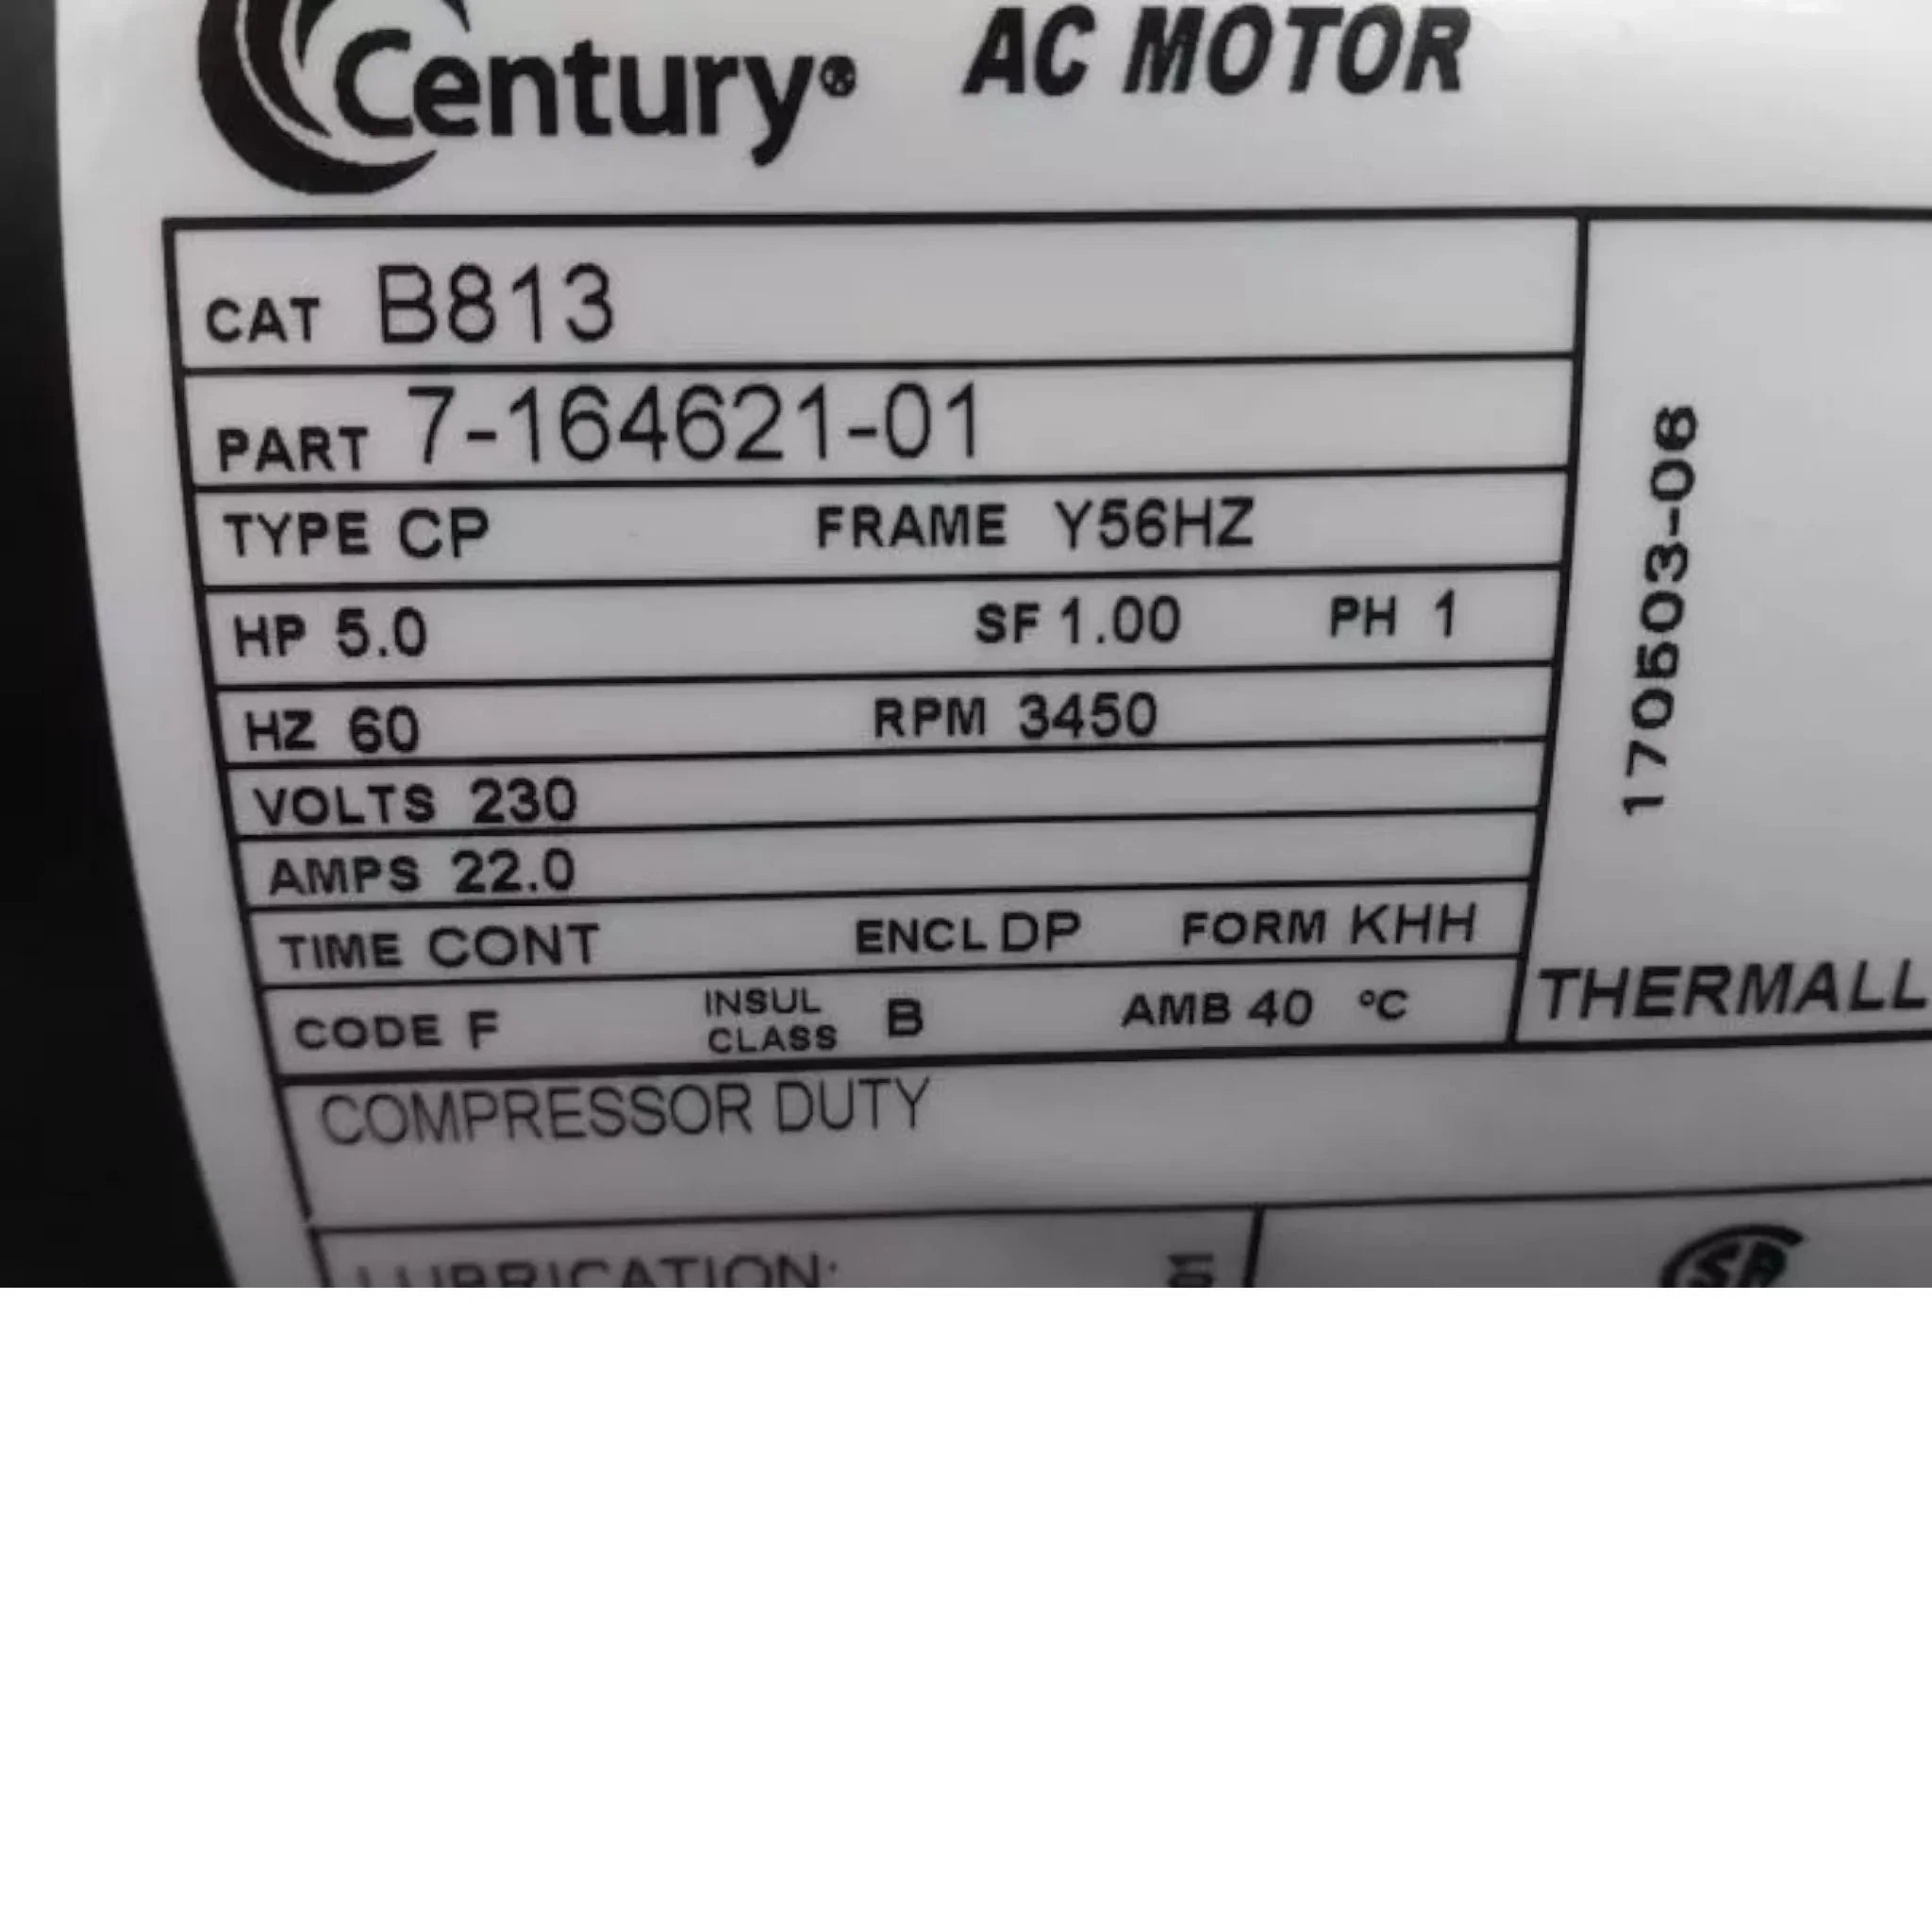 Century® AC MOTOR
CAT B813
PART 7-164621-01
TYPE CP FRAME Y56HZ
HP 5.0 SF 1.00 PH 1
HZ 60 RPM 3450
VOLTS 230
AMPS 22.0
TIME CONT ENCL DP FORM KHH
CODE F INSUL CLASS B AMB 40 °C
170503-06
THERMALL
COMPRESSOR DUTY
LUBRICATION:
01